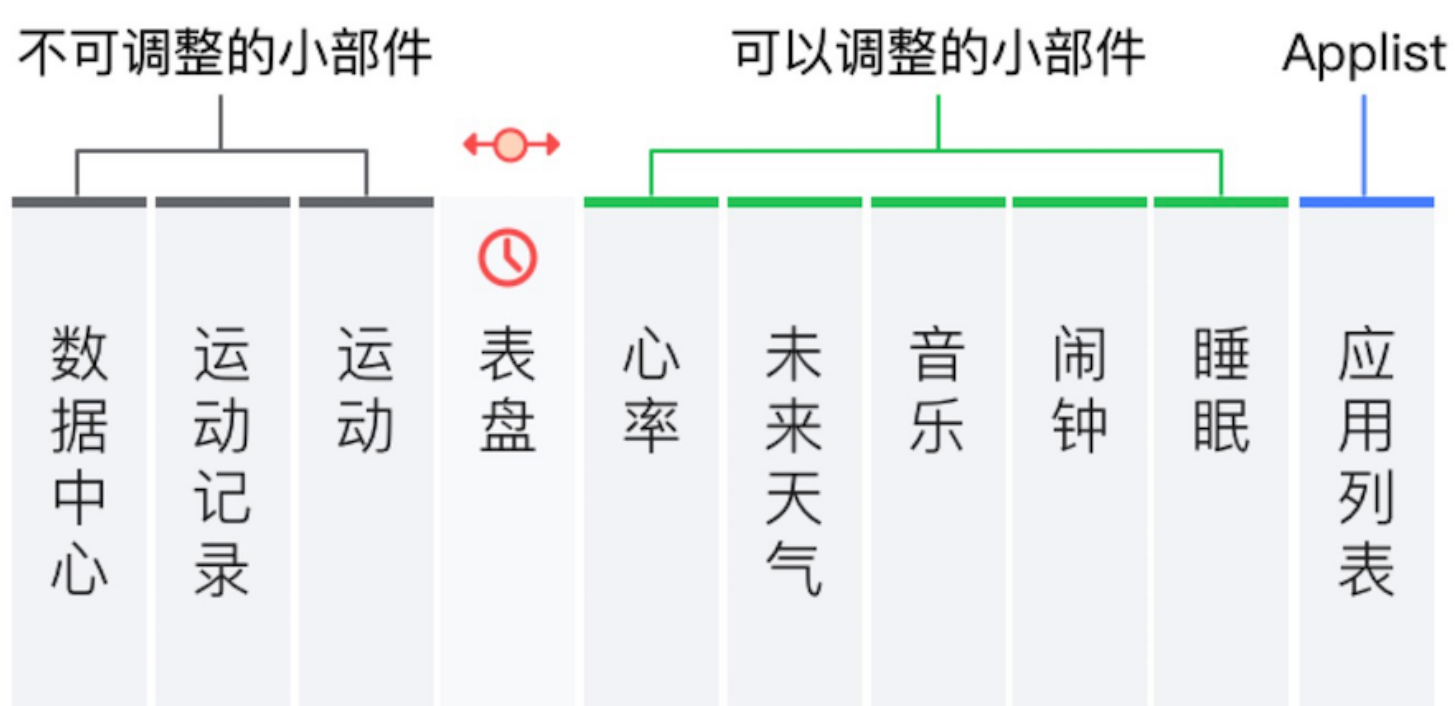 不可调整的小部件
可以调整的小部件
Applist
数据中心
运动记录
运动
表盘
心率
未来天气
音乐
闹钟
睡眠
应用列表